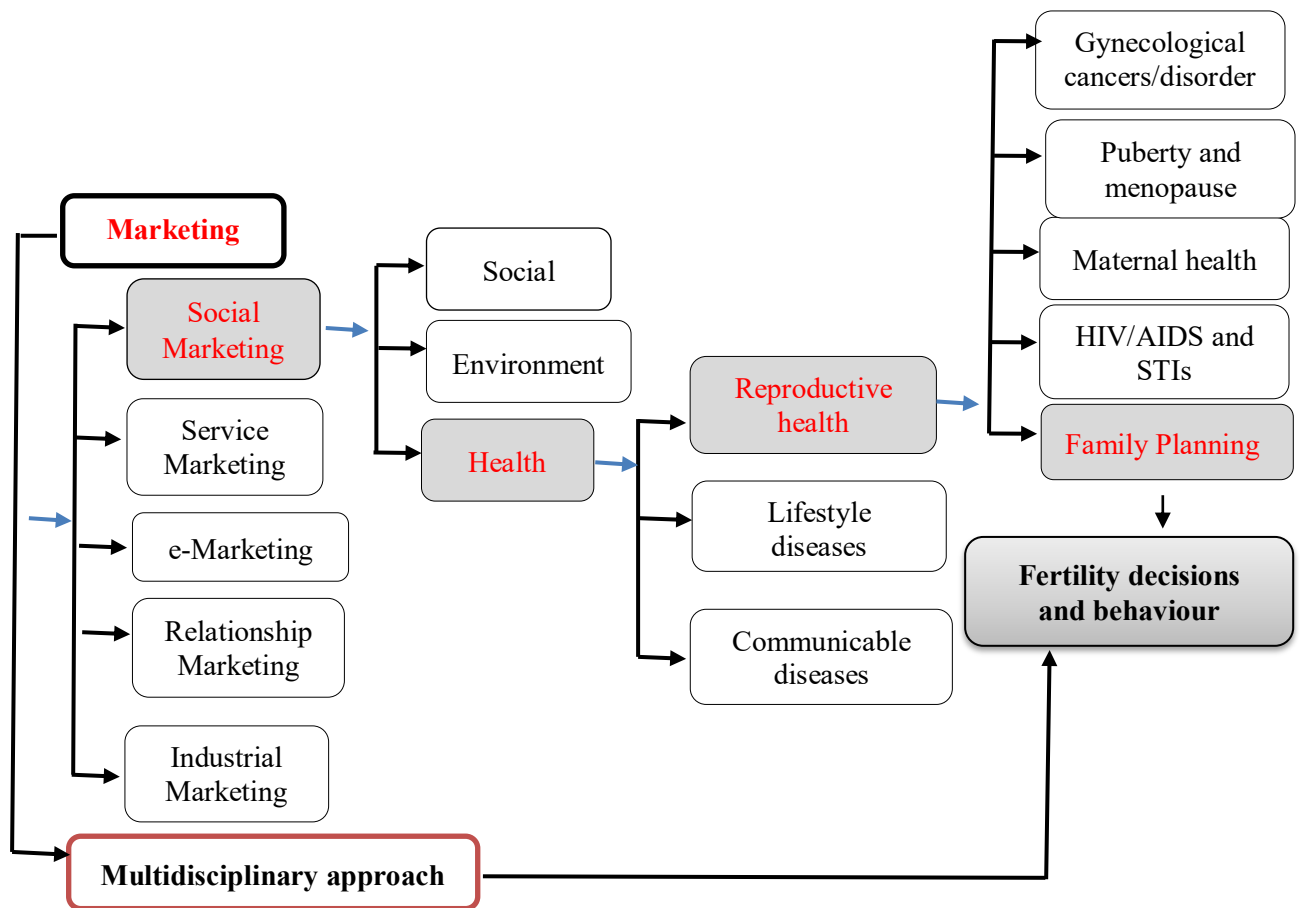 Marketing
Social
Marketing
Service
Marketing
e-Marketing
Relationship
Marketing
Industrial
Marketing
Multidisciplinary approach
Social
Environment
Health
Reproductive
health
Lifestyle
diseases
Communicable
diseases
Gynecological
cancers/disorder
Puberty and
menopause
Maternal health
HIV/AIDS and
STIs
Family Planning
Fertility decisions
and behaviour